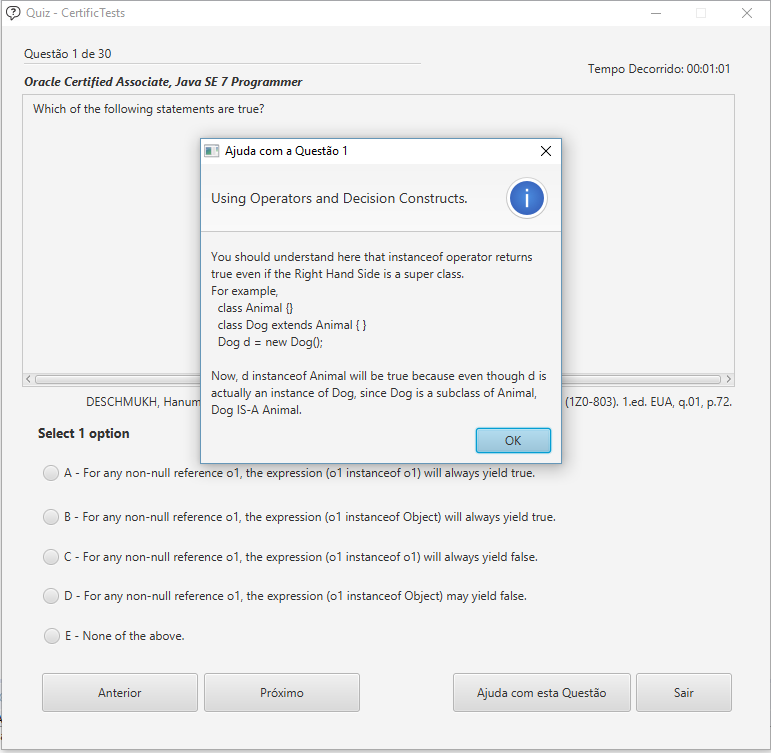 Quiz - CertificTests
Questão 1 de 30
Tempo Decorrido: 00:01:01
Oracle Certified Associate, Java SE 7 Programmer
Which of the following statements are true?
Ajuda com a Questão 1
Using Operators and Decision Constructs.
You should understand here that instanceof operator returns
true even if the Right Hand Side is a super class.
For example,
class Animal {}
class Dog extends Animal { }
Dog d = new Dog();
Now, d instanceof Animal will be true because even though d is
actually an instance of Dog, since Dog is a subclass of Animal,
Dog IS-A Animal.
OK
DESCHMUKH, Hanum (1Z0-803). 1.ed. EUA, q.01, p.72.
Select 1 option
A - For any non-null reference o1, the expression (o1 instanceof o1) will always yield true.
B - For any non-null reference o1, the expression (o1 instanceof Object) will always yield true.
C - For any non-null reference o1, the expression (o1 instanceof o1) will always yield false.
D - For any non-null reference o1, the expression (o1 instanceof Object) may yield false.
E - None of the above.
Anterior
Próximo
Ajuda com esta Questão
Sair